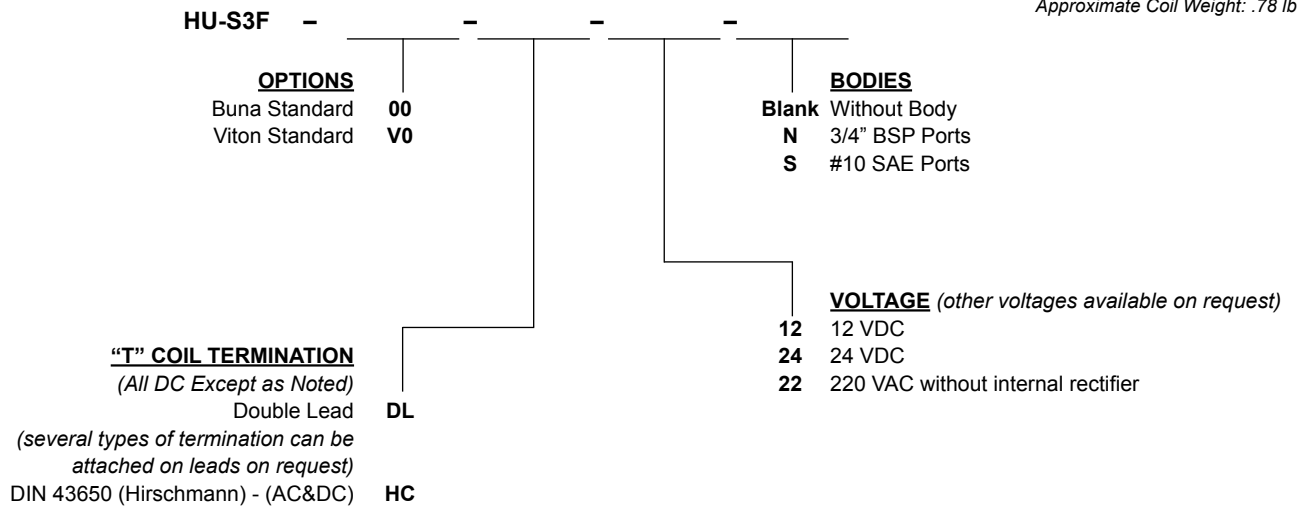 Approximate Coil Weight: .78 lb
HU-S3F – – – –
OPTIONS
Buna Standard 00
Viton Standard V0
BODIES
Blank Without Body
N 3/4” BSP Ports
S #10 SAE Ports
VOLTAGE (other voltages available on request)
12 12 VDC
24 24 VDC
22 220 VAC without internal rectifier
“T” COIL TERMINATION
(All DC Except as Noted)
Double Lead DL
(several types of termination can be
attached on leads on request)
DIN 43650 (Hirschmann) - (AC&DC) HC